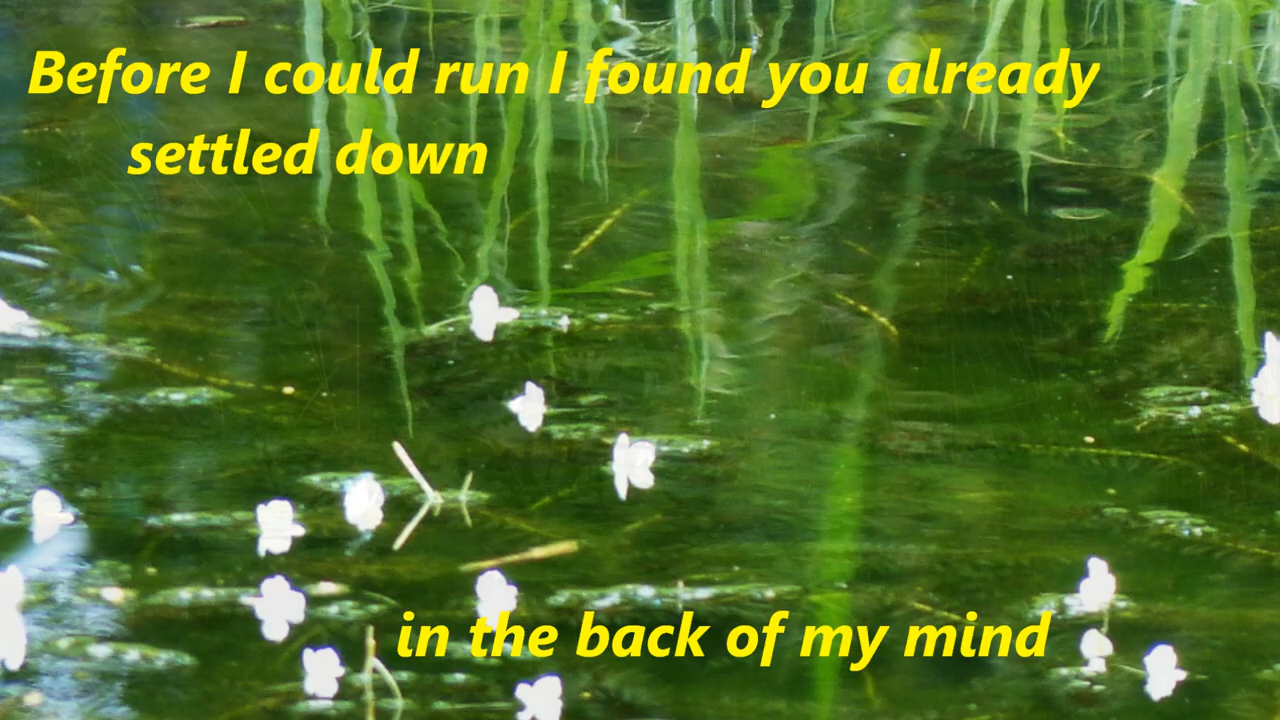 Before I could run I found you already
settled down
in the back of my mind